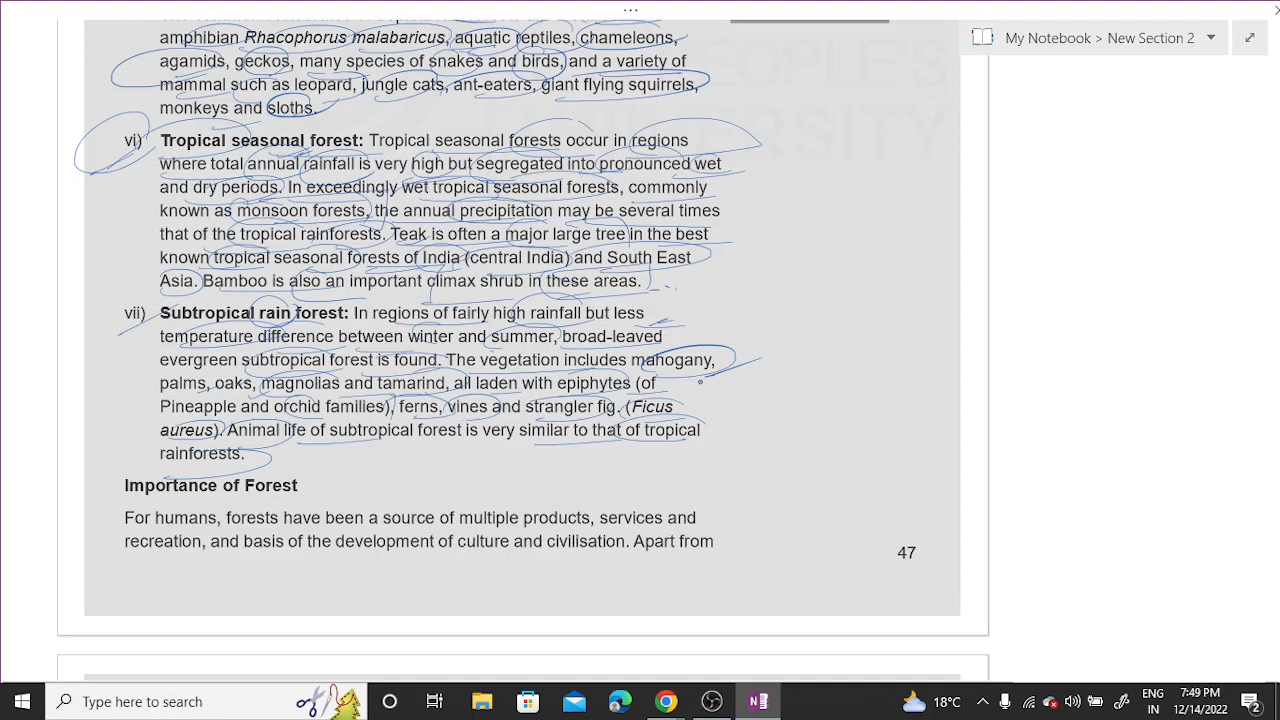 ...
My Notebook > New Section 2
amphibian Rhacophorus malabaricus, aquatic reptiles, chameleons,
agamids, geckos, many species of snakes and birds, and a variety of
mammal such as leopard, jungle cats, ant-eaters, giant flying squirrels,
monkeys and sloths.
PEOPLE'S
UNIVERSITY
vi) Tropical seasonal forest: Tropical seasonal forests occur in regions
where total annual rainfall is very high but segregated into pronounced wet
and dry periods. In exceedingly wet tropical seasonal forests, commonly
known as monsoon forests, the annual precipitation may be several times
that of the tropical rainforests. Teak is often a major large tree in the best
known tropical seasonal forests of India (central India) and South East
Asia. Bamboo is also an important climax shrub in these areas.
vii) Subtropical rain forest: In regions of fairly high rainfall but less
temperature difference between winter and summer, broad-leaved
evergreen subtropical forest is found. The vegetation includes mahogany,
palms, oaks, magnolias and tamarind, all laden with epiphytes (of
Pineapple and orchid families), ferns, vines and strangler fig. (Ficus
aureus). Animal life of subtropical forest is very similar to that of tropical
rainforests.
Importance of Forest
For humans, forests have been a source of multiple products, services and
recreation, and basis of the development of culture and civilisation. Apart from
47
Type here to search
18°C
ENG
IN
7:49 PM
12/14/2022
2